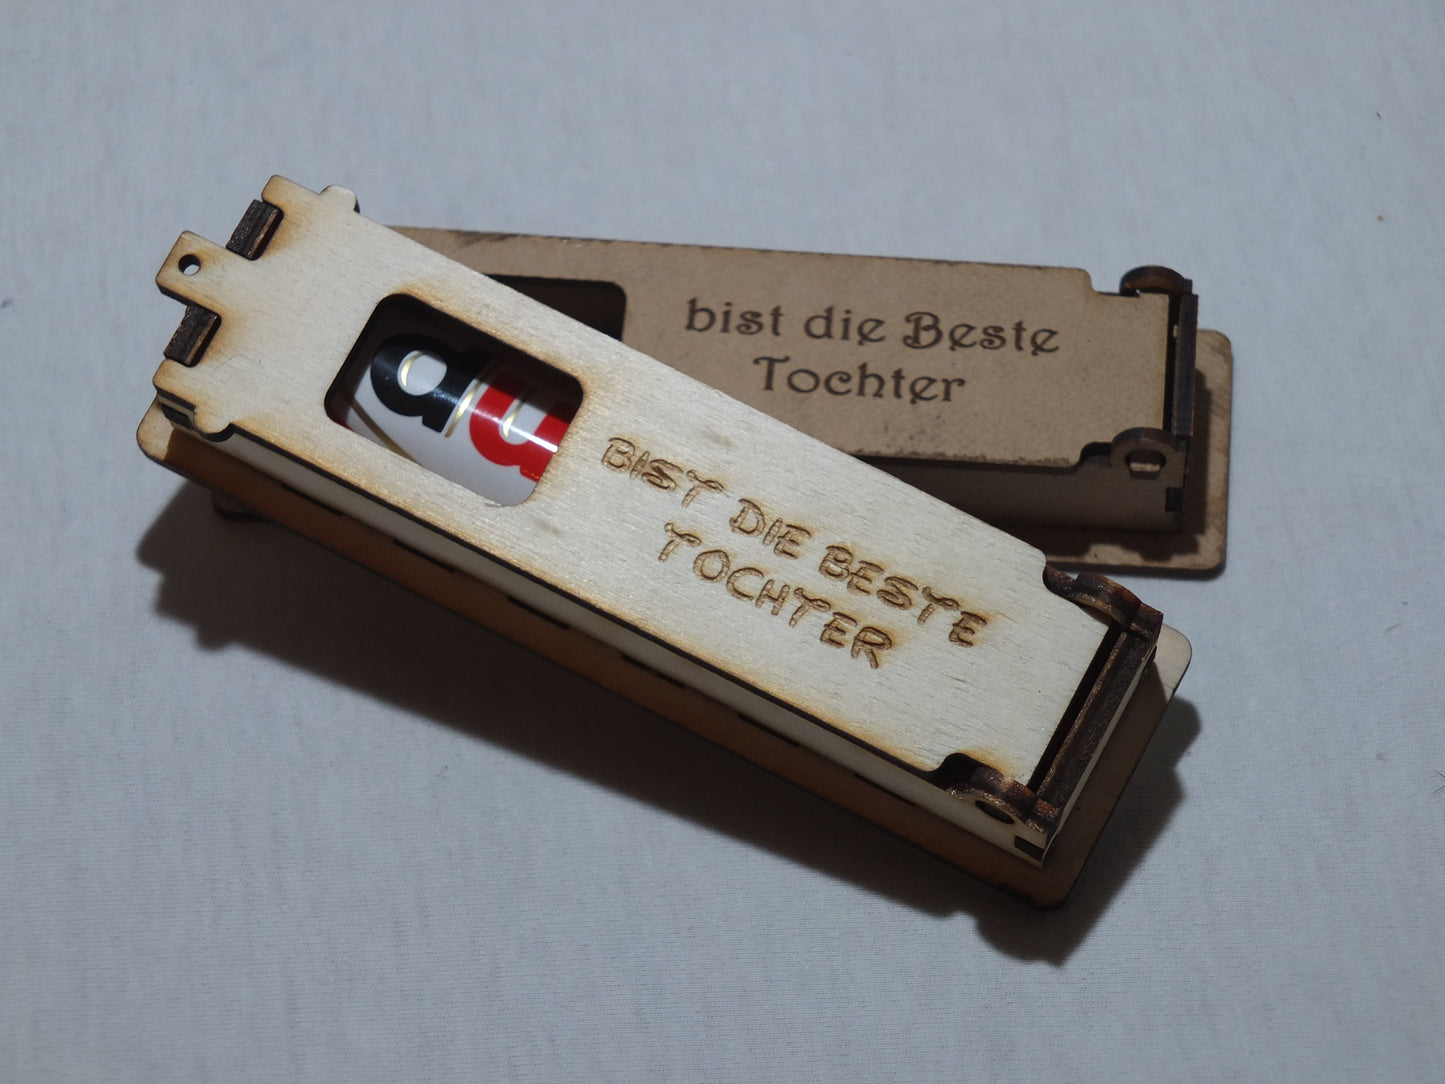 du
bist die Beste
Tochter
BIST DIE BESTE
TOCHTER